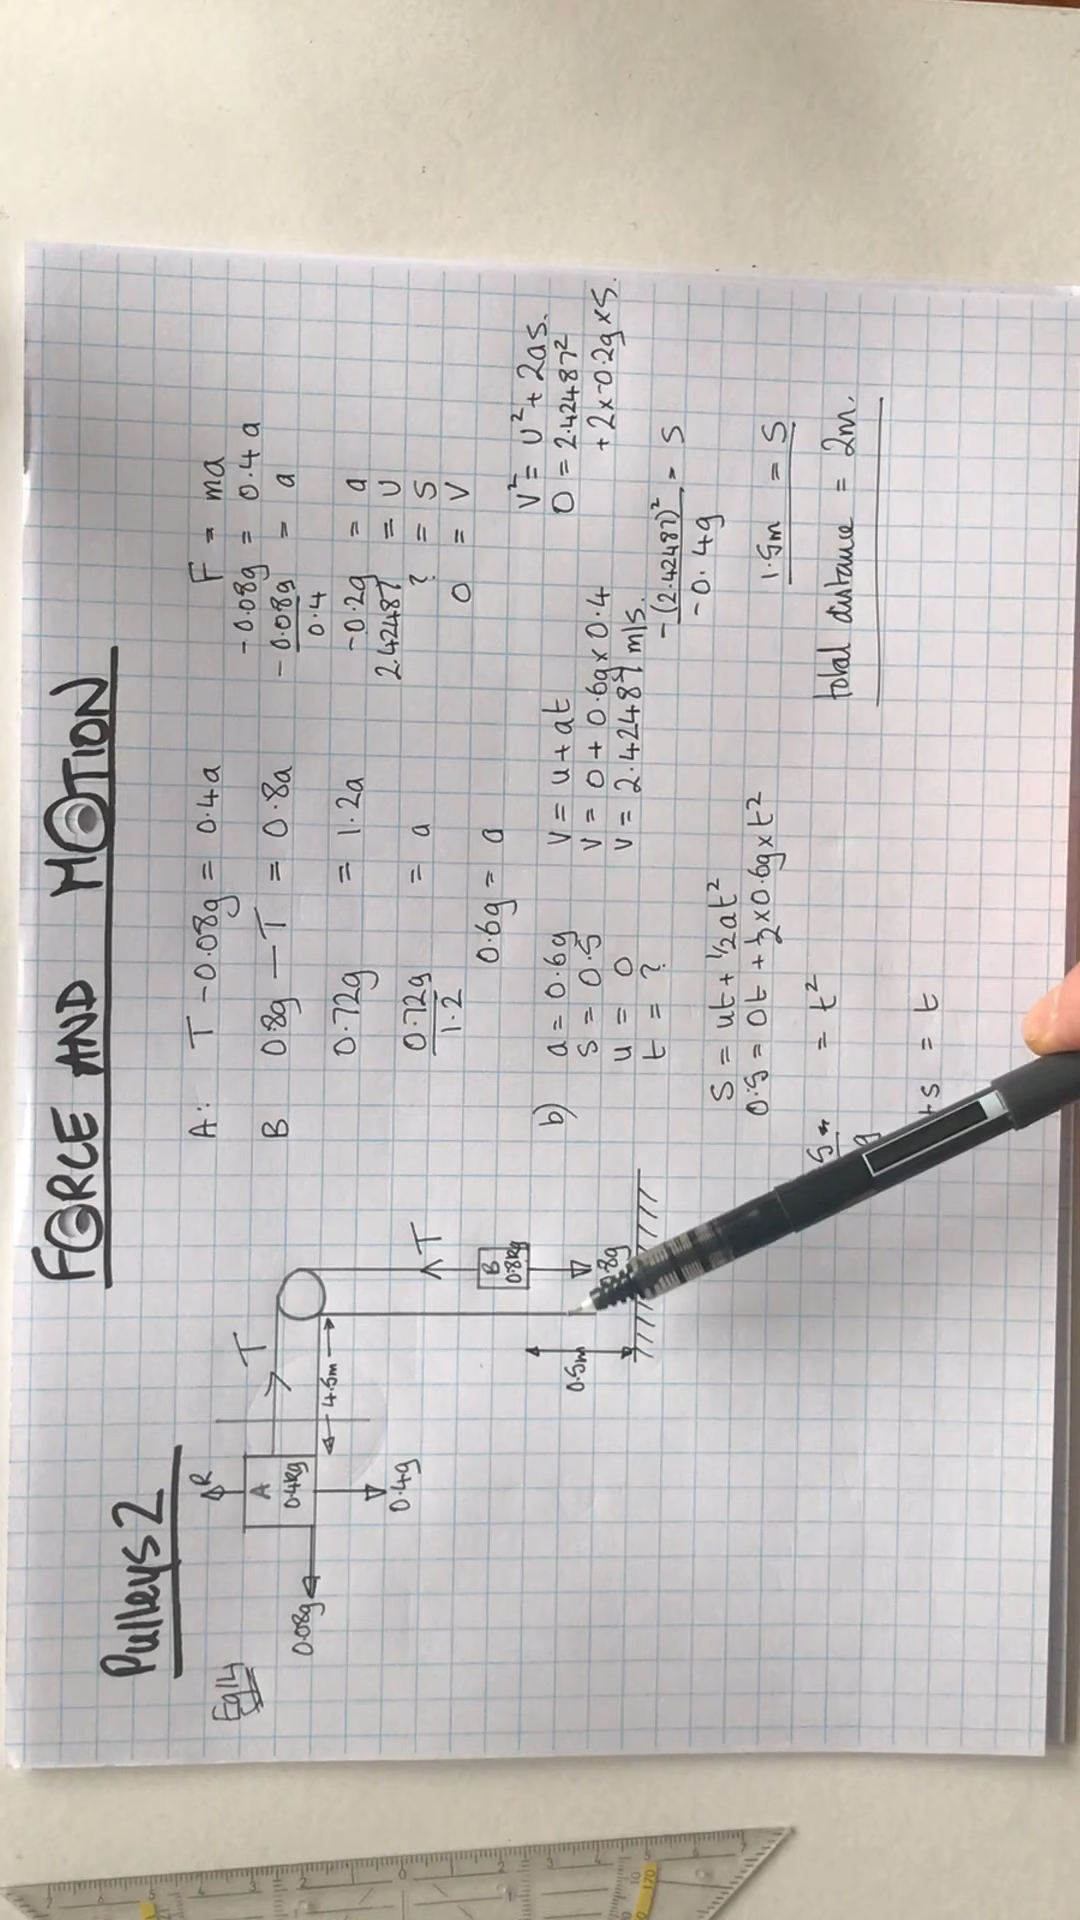 FORCE AND MOTION
Pulleys 2
Eg14
R
T
A
0.4kg
0.08g
0.4g
4.5m
T
B
0.8kg
0.8g
0.5m
A: T - 0.08g = 0.4a
B 0.8g - T = 0.8a
0.72g = 1.2a
0.72g = a
1.2
0.6g = a
b) a = 0.6g
s = 0.5
u = 0
t = ?
v = u + at
v = 0 + 0.6g x 0.4
v = 2.42487 m/s.
s = ut + 1/2at²
0.5 = 0t + 1/2 x 0.6g x t²
= t²
s = t
F = ma
-0.08g = 0.4a
-0.08g = a
0.4
-0.2g = a
2.42487 = U
? = S
0 = V
V² = U² + 2as.
0 = 2.42487²
+ 2x-0.2g x S.
-(2.42487)² = S
-0.4g
1.5m = S
total distance = 2m.